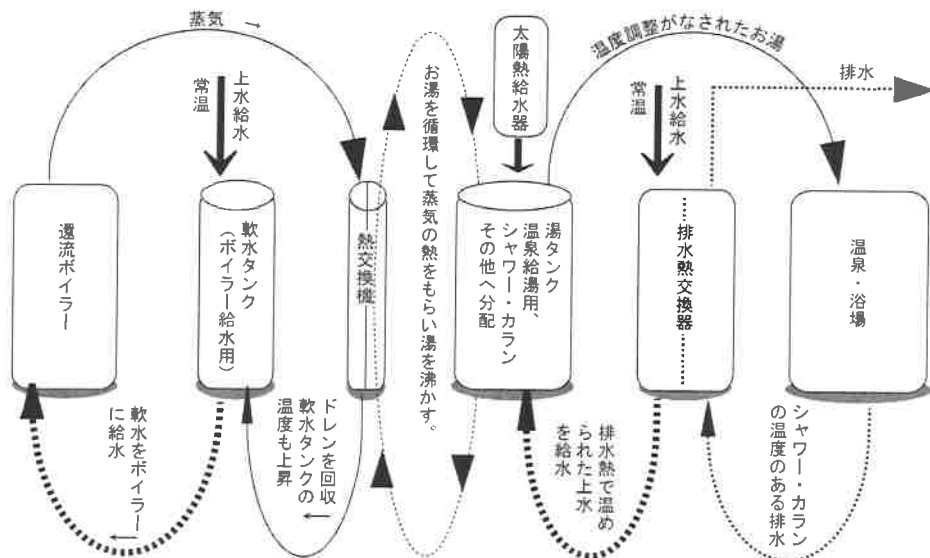 蒸気 →
上水給水
常温
太陽熱給水器
温度調整がなされたお湯
上水給水
常温
排水
還流ボイラー
軟水タンク
(ボイラー給水用)
熱交換機
お湯を循環して蒸気の熱をもらい湯を沸かす。
湯タンク
温泉給湯用、
シャワー・カラン
その他へ分配
排水熱交換器
温泉・浴場
軟水をボイラー
に給水
←
ドレンを回収
軟水タンクの
温度も上昇
←
排水熱で温め
られた上水
を給水
シャワー・カラン
の温度のある排水